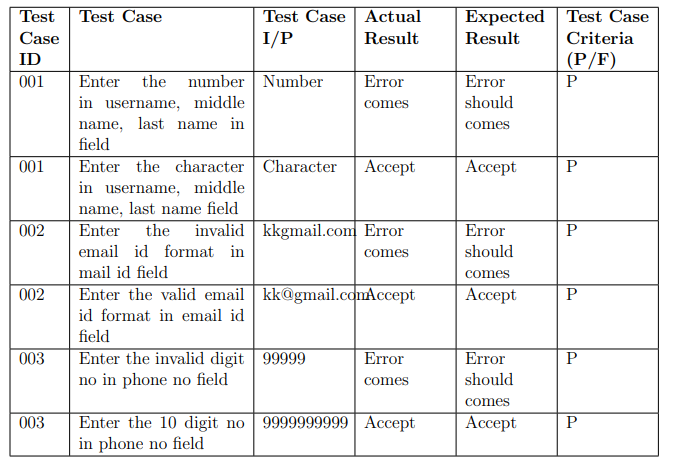 Test Case ID | Test Case | Test Case I/P | Actual Result | Expected Result | Test Case Criteria (P/F)
001 | Enter the number in username, middle name, last name in field | Number | Error comes | Error should comes | P
001 | Enter the character in username, middle name, last name field | Character | Accept | Accept | P
002 | Enter the invalid email id format in mail id field | kkgmail.com | Error comes | Error should comes | P
002 | Enter the valid email id format in email id field | kk@gmail.com | Accept | Accept | P
003 | Enter the invalid digit no in phone no field | 99999 | Error comes | Error should comes | P
003 | Enter the 10 digit no in phone no field | 9999999999 | Accept | Accept | P